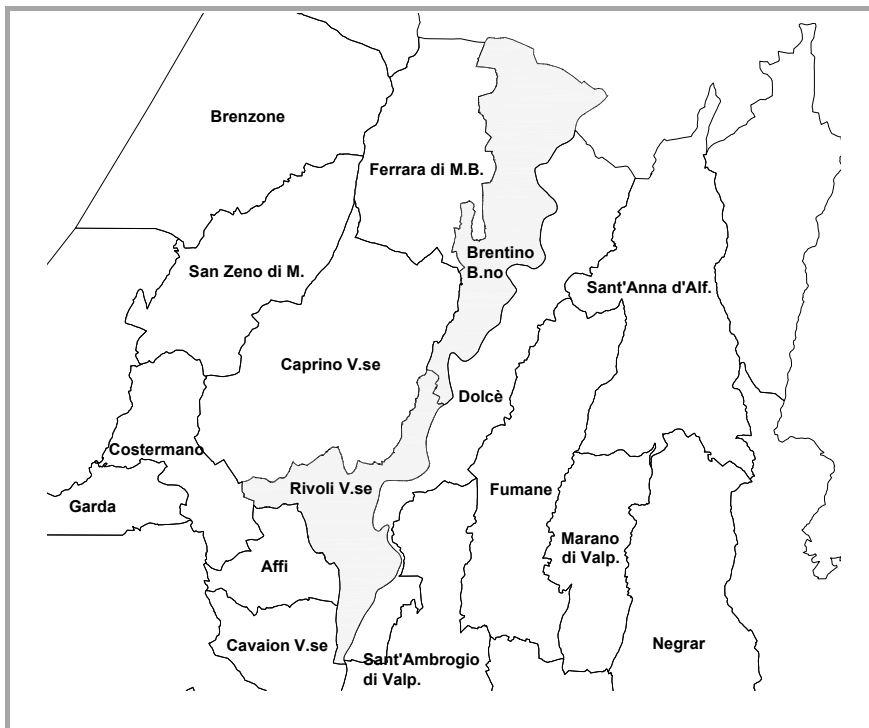 Brenzone
Ferrara di M.B.
San Zeno di M.
Brentino
B.no
Sant'Anna d'Alf.
Caprino V.se
Dolcè
Costermano
Rivoli V.se
Fumane
Garda
Marano
di Valp.
Affi
Cavaion V.se
Sant'Ambrogio
di Valp.
Negrar